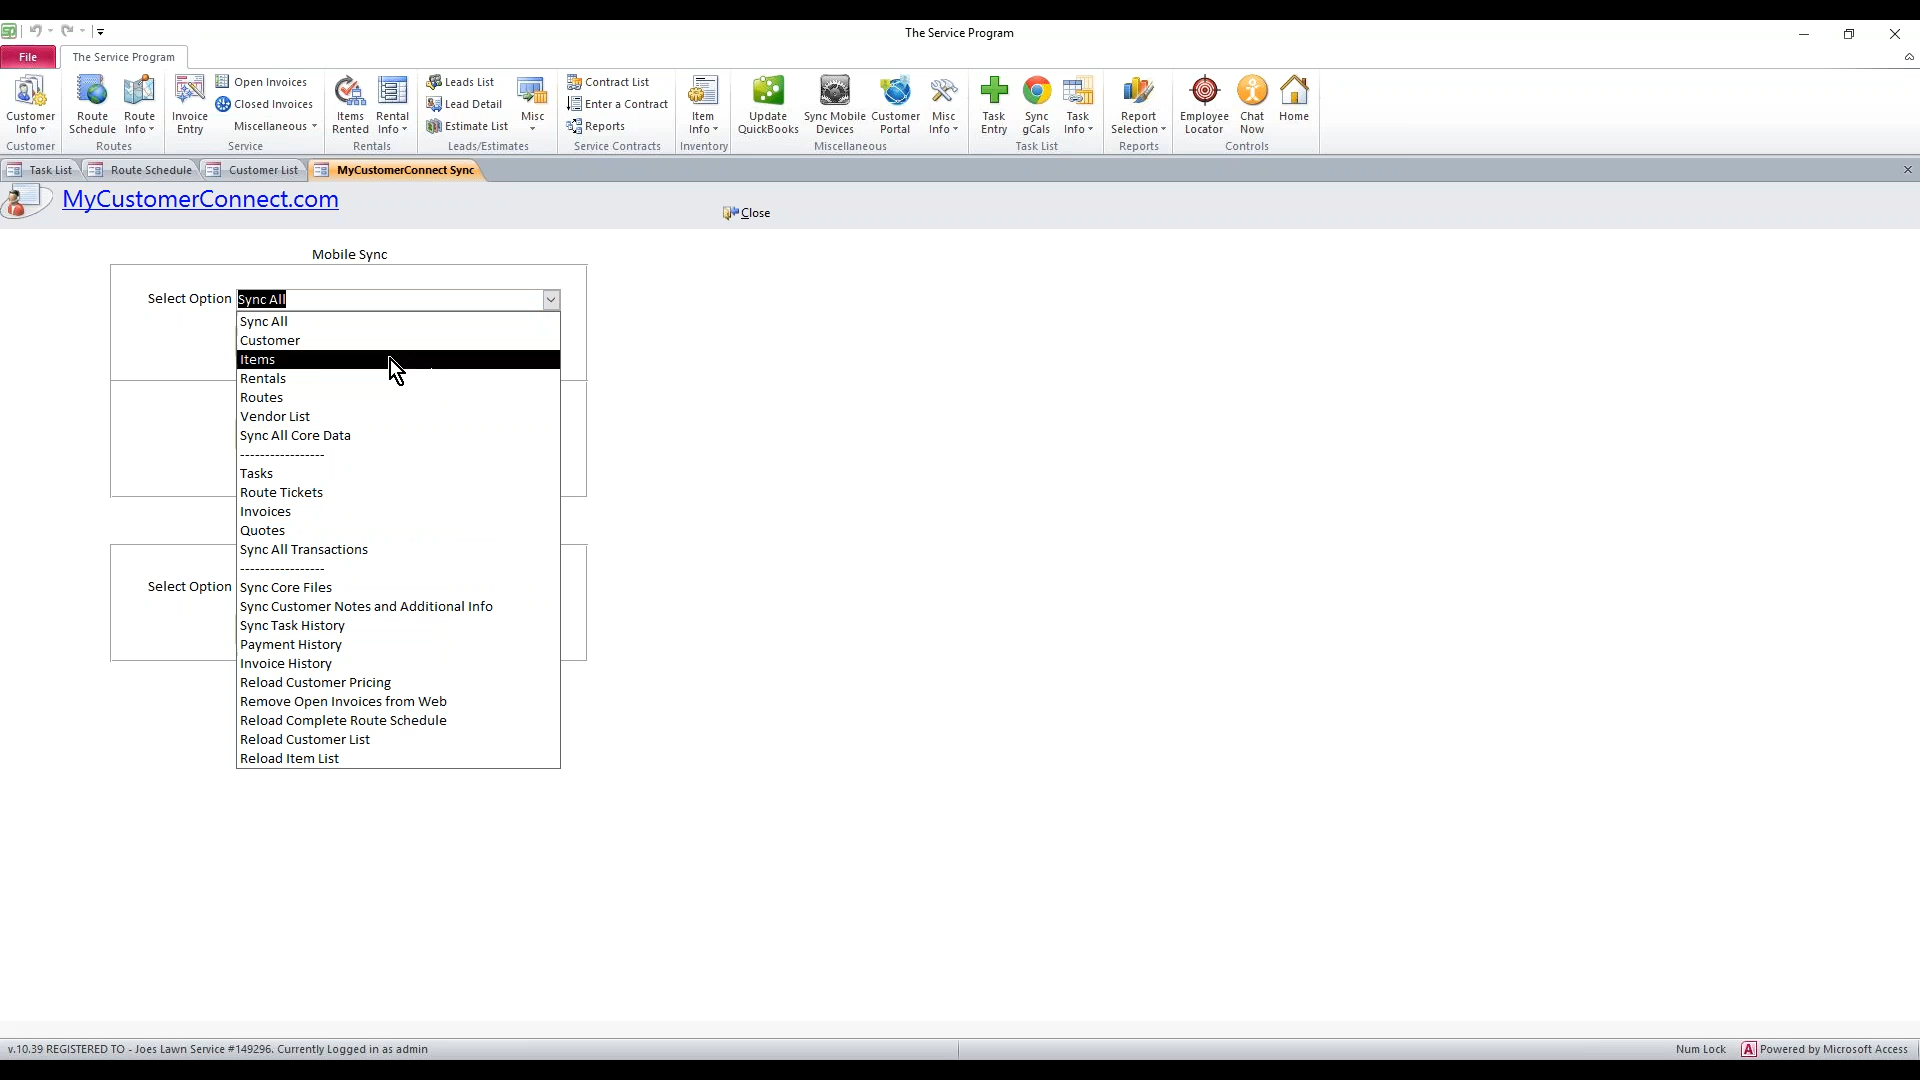 The Service Program
File
The Service Program
Customer Info
Route Schedule
Route Info
Invoice Entry
Open Invoices
Closed Invoices
Miscellaneous
Items Rented
Rental Info
Leads List
Lead Detail
Estimate List
Misc
Contract List
Enter a Contract
Reports
Item Info
Update QuickBooks
Sync Mobile Devices
Customer Portal
Misc Info
Task Entry
Sync gCals
Task Info
Report Selection
Employee Locator
Chat Now
Home
Customer
Routes
Service
Rentals
Leads/Estimates
Service Contracts
Inventory
Miscellaneous
Task List
Reports
Controls
Task List
Route Schedule
Customer List
MyCustomerConnect Sync
MyCustomerConnect.com
Close
Mobile Sync
Select Option
Sync All
Sync All
Customer
Items
Rentals
Routes
Vendor List
Sync All Core Data
-----------------
Tasks
Route Tickets
Invoices
Quotes
Sync All Transactions
-----------------
Select Option
Sync Core Files
Sync Customer Notes and Additional Info
Sync Task History
Payment History
Invoice History
Reload Customer Pricing
Remove Open Invoices from Web
Reload Complete Route Schedule
Reload Customer List
Reload Item List
v.10.39 REGISTERED TO - Joes Lawn Service #149296. Currently Logged in as admin
Num Lock
Powered by Microsoft Access